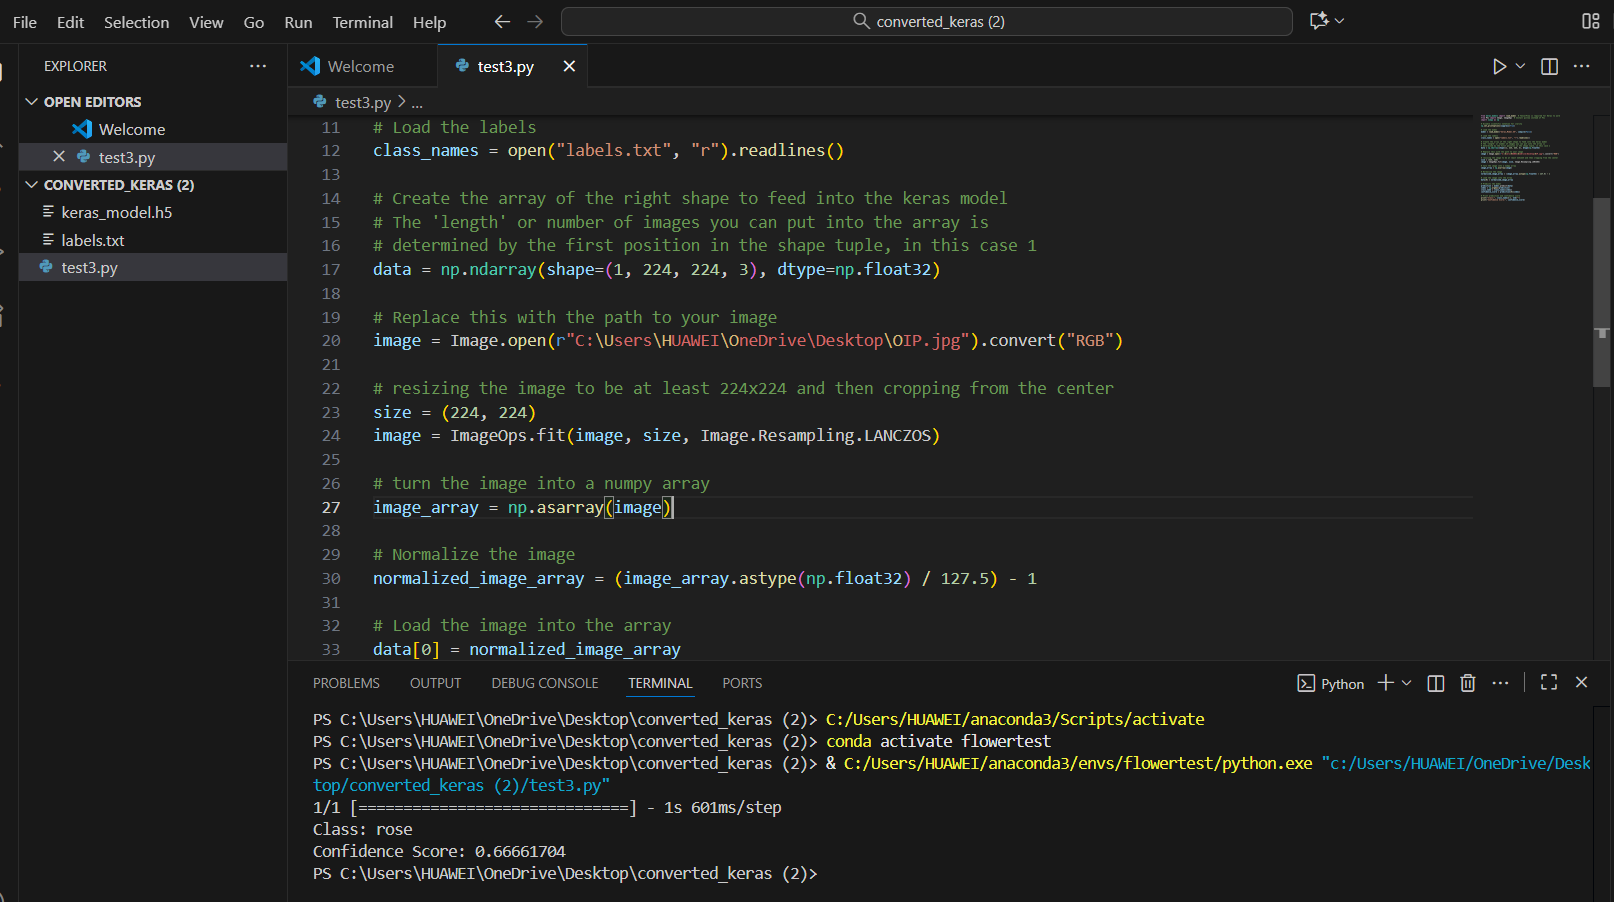 File Edit Selection View Go Run Terminal Help
converted_keras (2)
EXPLORER
OPEN EDITORS
Welcome
test3.py
CONVERTED_KERAS (2)
keras_model.h5
labels.txt
test3.py
Welcome
test3.py
test3.py > ...
11 # Load the labels
12 class_names = open("labels.txt", "r").readlines()
13
14 # Create the array of the right shape to feed into the keras model
15 # The 'length' or number of images you can put into the array is
16 # determined by the first position in the shape tuple, in this case 1
17 data = np.ndarray(shape=(1, 224, 224, 3), dtype=np.float32)
18
19 # Replace this with the path to your image
20 image = Image.open(r"C:\Users\HUAWEI\OneDrive\Desktop\OIP.jpg").convert("RGB")
21
22 # resizing the image to be at least 224x224 and then cropping from the center
23 size = (224, 224)
24 image = ImageOps.fit(image, size, Image.Resampling.LANCZOS)
25
26 # turn the image into a numpy array
27 image_array = np.asarray(image)
28
29 # Normalize the image
30 normalized_image_array = (image_array.astype(np.float32) / 127.5) - 1
31
32 # Load the image into the array
33 data[0] = normalized_image_array
PROBLEMS OUTPUT DEBUG CONSOLE TERMINAL PORTS
Python
PS C:\Users\HUAWEI\OneDrive\Desktop\converted_keras (2)> C:/Users/HUAWEI/anaconda3/Scripts/activate
PS C:\Users\HUAWEI\OneDrive\Desktop\converted_keras (2)> conda activate flowertest
PS C:\Users\HUAWEI\OneDrive\Desktop\converted_keras (2)> & C:/Users/HUAWEI/anaconda3/envs/flowertest/python.exe "c:/Users/HUAWEI/OneDrive/Desk
top/converted_keras (2)/test3.py"
1/1 [==============================] - 1s 601ms/step
Class: rose
Confidence Score: 0.66661704
PS C:\Users\HUAWEI\OneDrive\Desktop\converted_keras (2)>